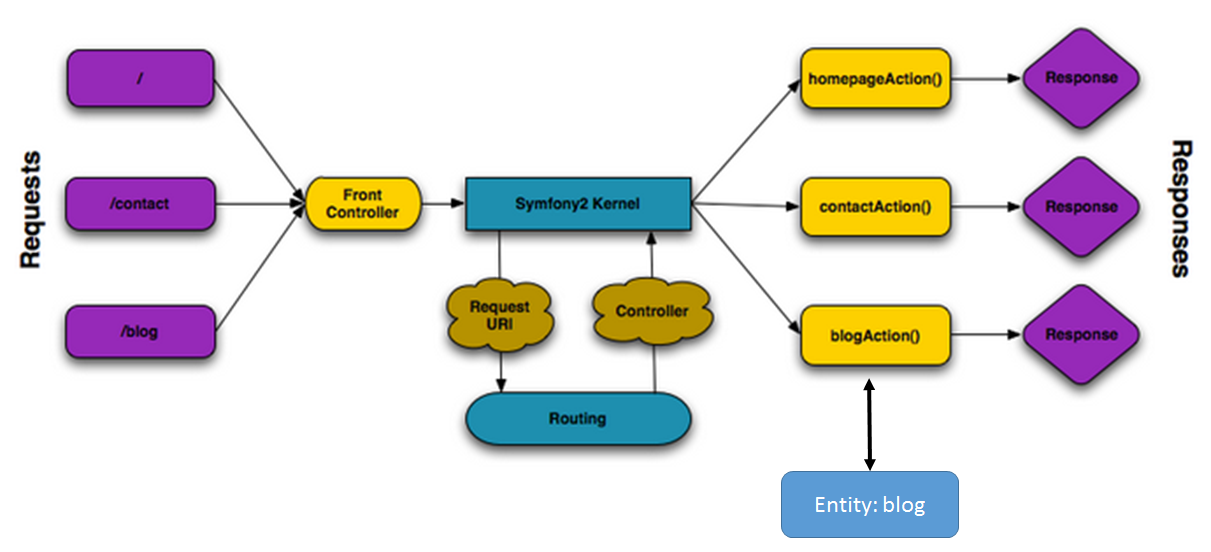 Requests
/
/contact
/blog
Front
Controller
Symfony2 Kernel
Request
URI
Controller
Routing
homepageAction()
contactAction()
blogAction()
Entity: blog
Response
Response
Response
Responses